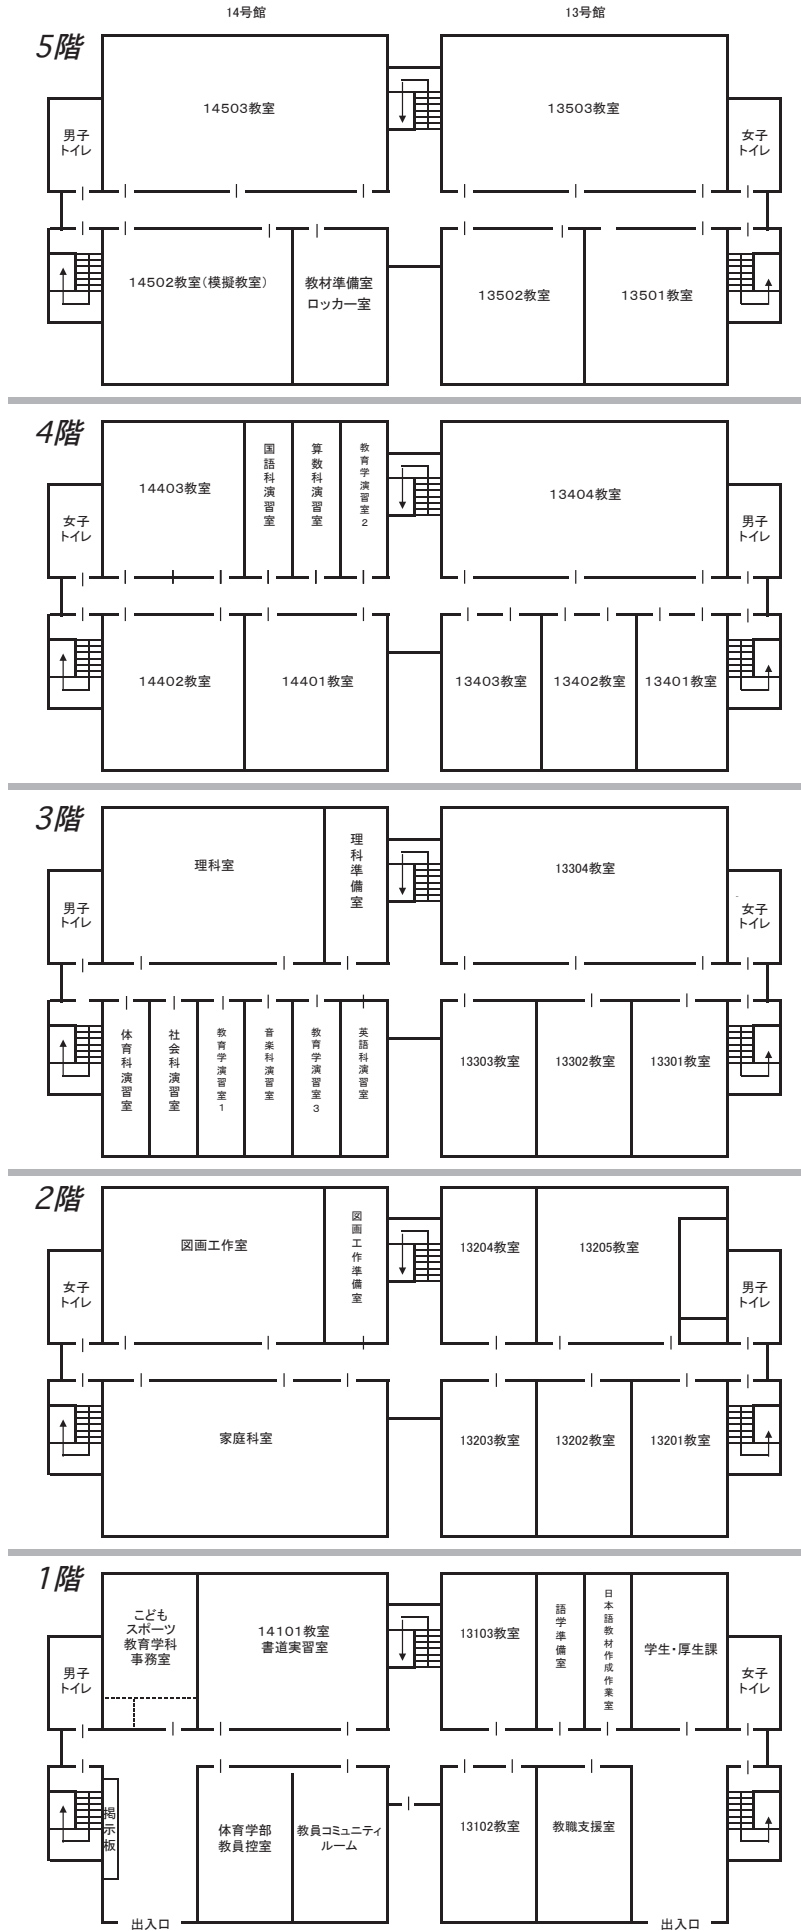 14号館
13号館
5階
14503教室
13503教室
男子
トイレ
女子
トイレ
14502教室(模擬教室)
教材準備室
ロッカー室
13502教室
13501教室
4階
14403教室
国語科演習室
算数科演習室
教育学演習室2
13404教室
女子
トイレ
男子
トイレ
14402教室
14401教室
13403教室
13402教室
13401教室
3階
理科室
理科準備室
13304教室
男子
トイレ
女子
トイレ
体育科演習室
社会科演習室
教育学演習室1
音楽科演習室
教育学演習室3
英語科演習室
13303教室
13302教室
13301教室
2階
図画工作室
図画工作準備室
13204教室
13205教室
女子
トイレ
男子
トイレ
家庭科室
13203教室
13202教室
13201教室
1階
こども
スポーツ
教育学科
事務室
14101教室
書道実習室
13103教室
語学準備室
日本語教材作成作業室
学生・厚生課
男子
トイレ
女子
トイレ
掲示板
体育学部
教員控室
教員コミュニティ
ルーム
13102教室
教職支援室
出入口
出入口